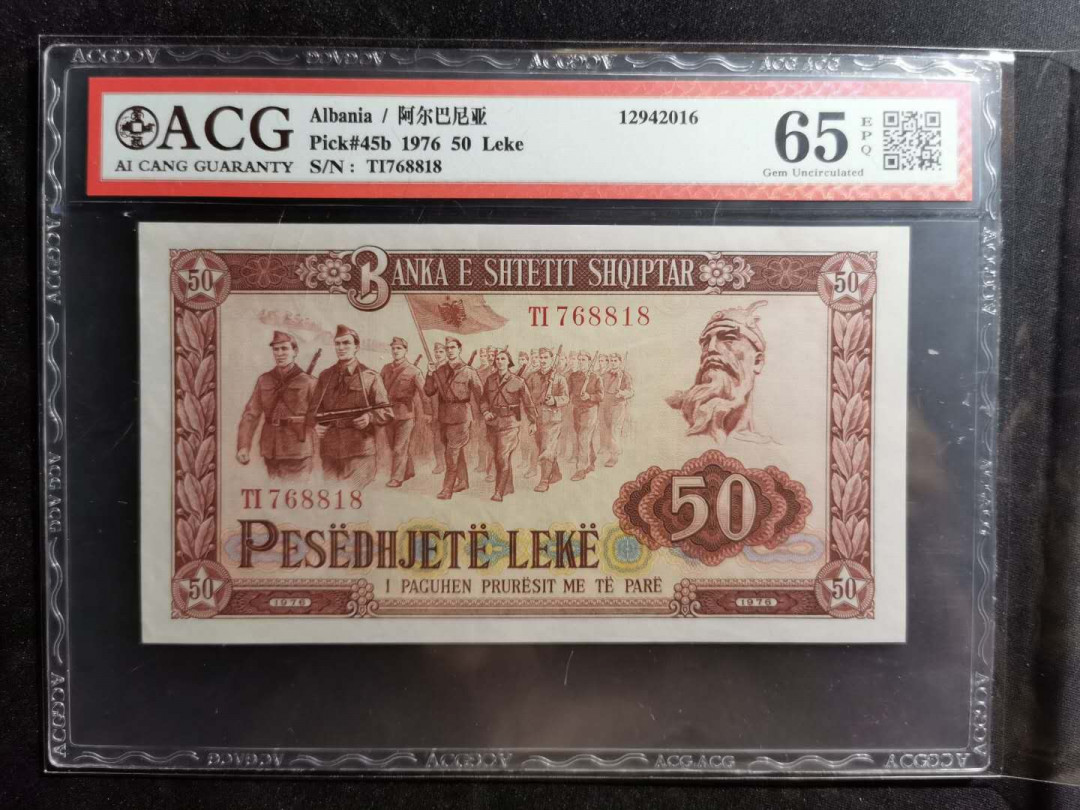 ACG
AI CANG GUARANTY
Albania / 阿尔巴尼亚
Pick#45b 1976 50 Leke
S/N : TI768818
12942016
65
EPQ
Gem Uncirculated
50
BANKA E SHTETIT SHQIPTAR
50
TI 768818
TI 768818
50
PESËDHJETË LEKË
I PAGUHEN PRURËSIT ME TË PARË
50
1976
1976
50